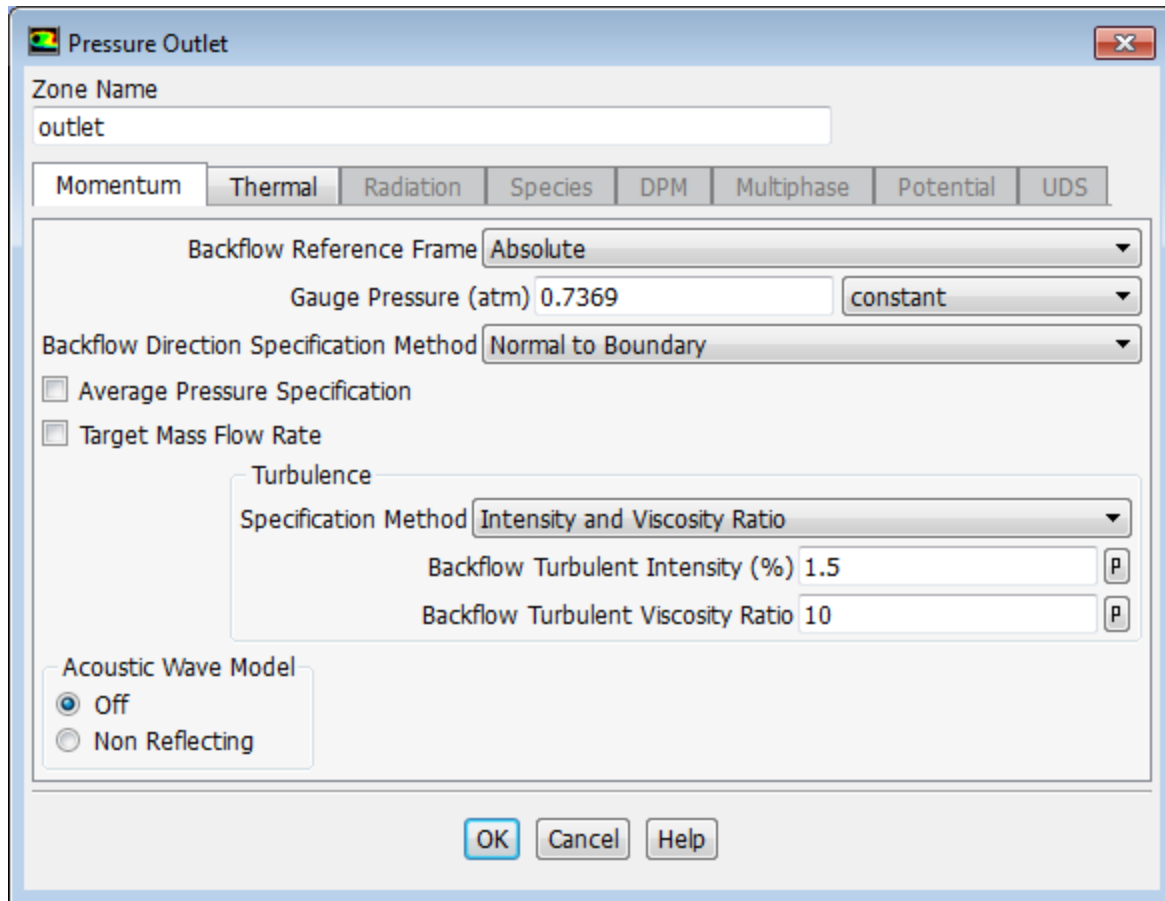 Pressure Outlet
Zone Name
outlet
Momentum Thermal Radiation Species DPM Multiphase Potential UDS
Backflow Reference Frame Absolute
Gauge Pressure (atm) 0.7369 constant
Backflow Direction Specification Method Normal to Boundary
Average Pressure Specification
Target Mass Flow Rate
Turbulence
Specification Method Intensity and Viscosity Ratio
Backflow Turbulent Intensity (%) 1.5 P
Backflow Turbulent Viscosity Ratio 10 P
Acoustic Wave Model
Off
Non Reflecting
OK Cancel Help